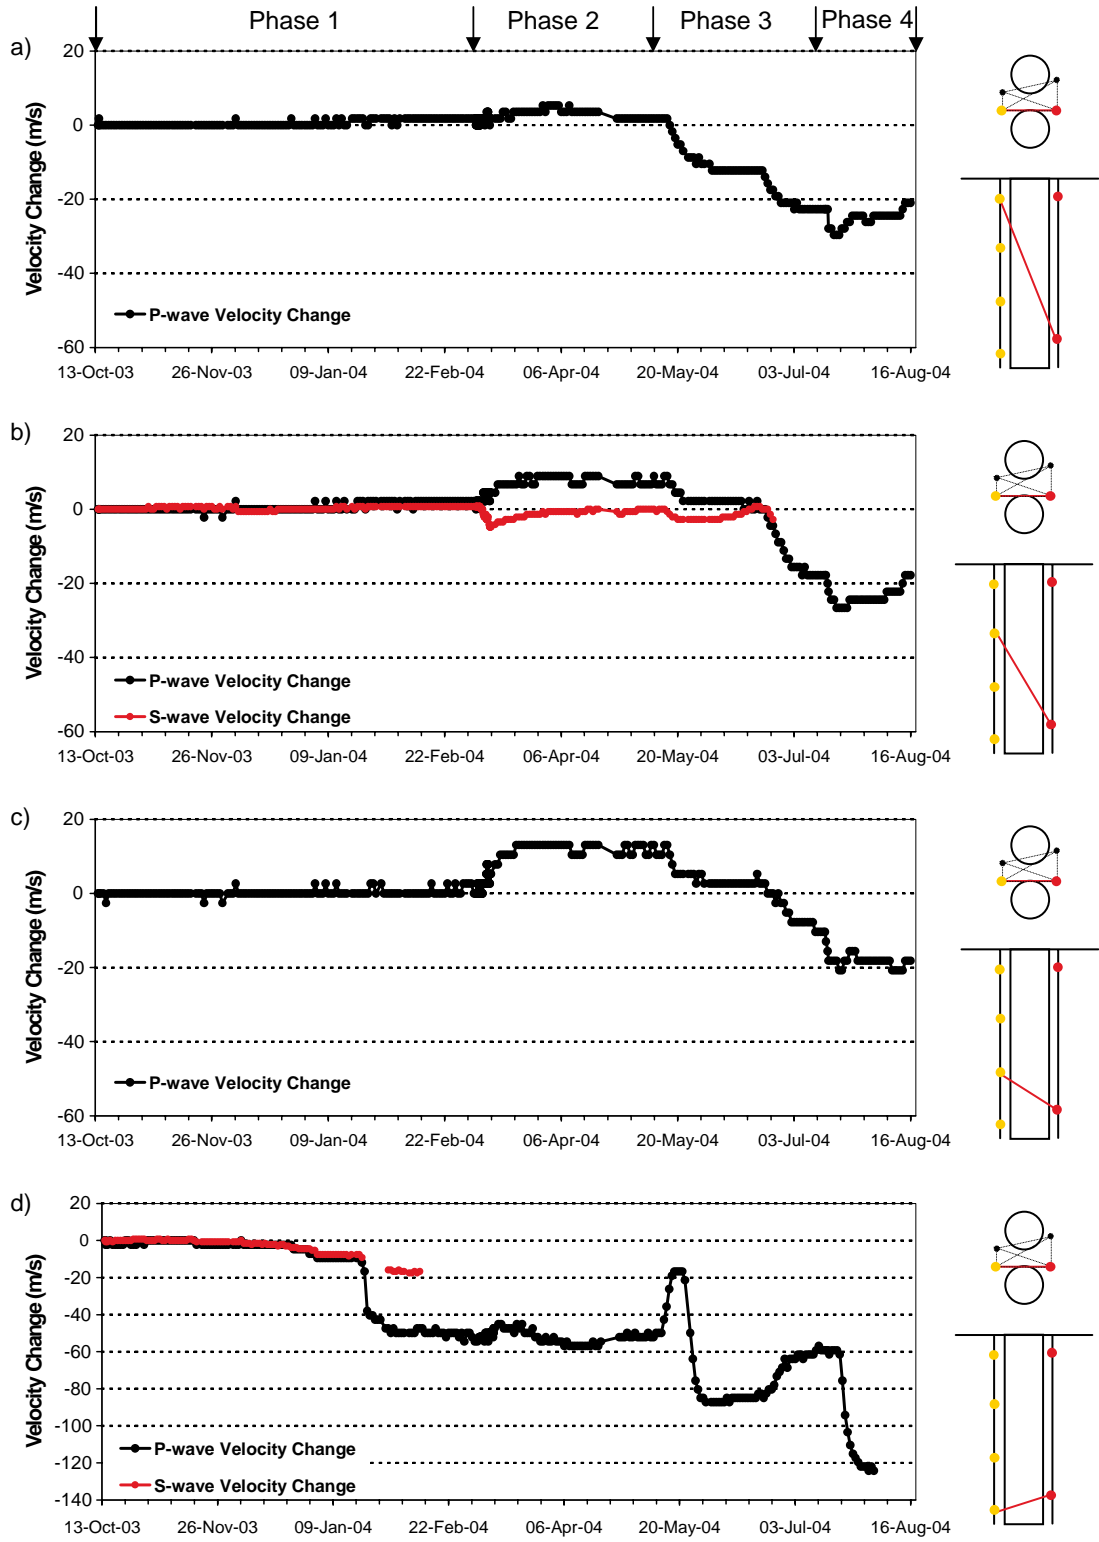 Phase 1 Phase 2 Phase 3 Phase 4
a)
Velocity Change (m/s)
20
0
-20
-40
-60
P-wave Velocity Change
13-Oct-03 26-Nov-03 09-Jan-04 22-Feb-04 06-Apr-04 20-May-04 03-Jul-04 16-Aug-04
b)
Velocity Change (m/s)
20
0
-20
-40
-60
P-wave Velocity Change
S-wave Velocity Change
13-Oct-03 26-Nov-03 09-Jan-04 22-Feb-04 06-Apr-04 20-May-04 03-Jul-04 16-Aug-04
c)
Velocity Change (m/s)
20
0
-20
-40
-60
P-wave Velocity Change
13-Oct-03 26-Nov-03 09-Jan-04 22-Feb-04 06-Apr-04 20-May-04 03-Jul-04 16-Aug-04
d)
Velocity Change (m/s)
20
0
-20
-40
-60
-80
-100
-120
-140
P-wave Velocity Change
S-wave Velocity Change
13-Oct-03 26-Nov-03 09-Jan-04 22-Feb-04 06-Apr-04 20-May-04 03-Jul-04 16-Aug-04